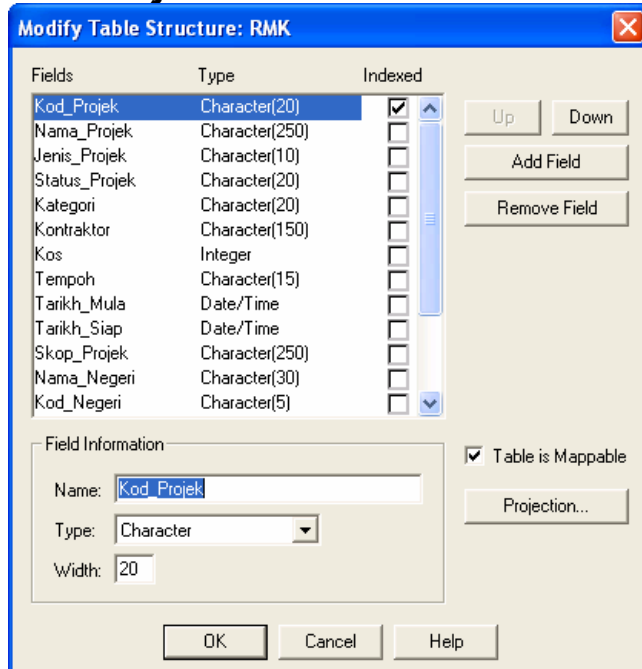 Modify Table Structure: RMK
Fields Type Indexed
Kod_Projek Character(20)
Nama_Projek Character(250)
Jenis_Projek Character(10)
Status_Projek Character(20)
Kategori Character(20)
Kontraktor Character(150)
Kos Integer
Tempoh Character(15)
Tarikh_Mula Date/Time
Tarikh_Siap Date/Time
Skop_Projek Character(250)
Nama_Negeri Character(30)
Kod_Negeri Character(5)
Up Down
Add Field
Remove Field
Field Information
Name: Kod_Projek
Type: Character
Width: 20
Table is Mappable
Projection...
OK Cancel Help